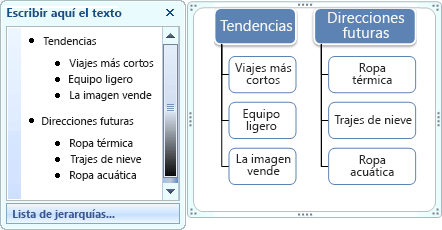 Escribir aquí el texto
Tendencias
Viajes más cortos
Equipo ligero
La imagen vende
Direcciones futuras
Ropa térmica
Trajes de nieve
Ropa acuática
Lista de jerarquías...
Tendencias
Viajes más
cortos
Equipo
ligero
La imagen
vende
Direcciones
futuras
Ropa
térmica
Trajes de nieve
Ropa
acuática